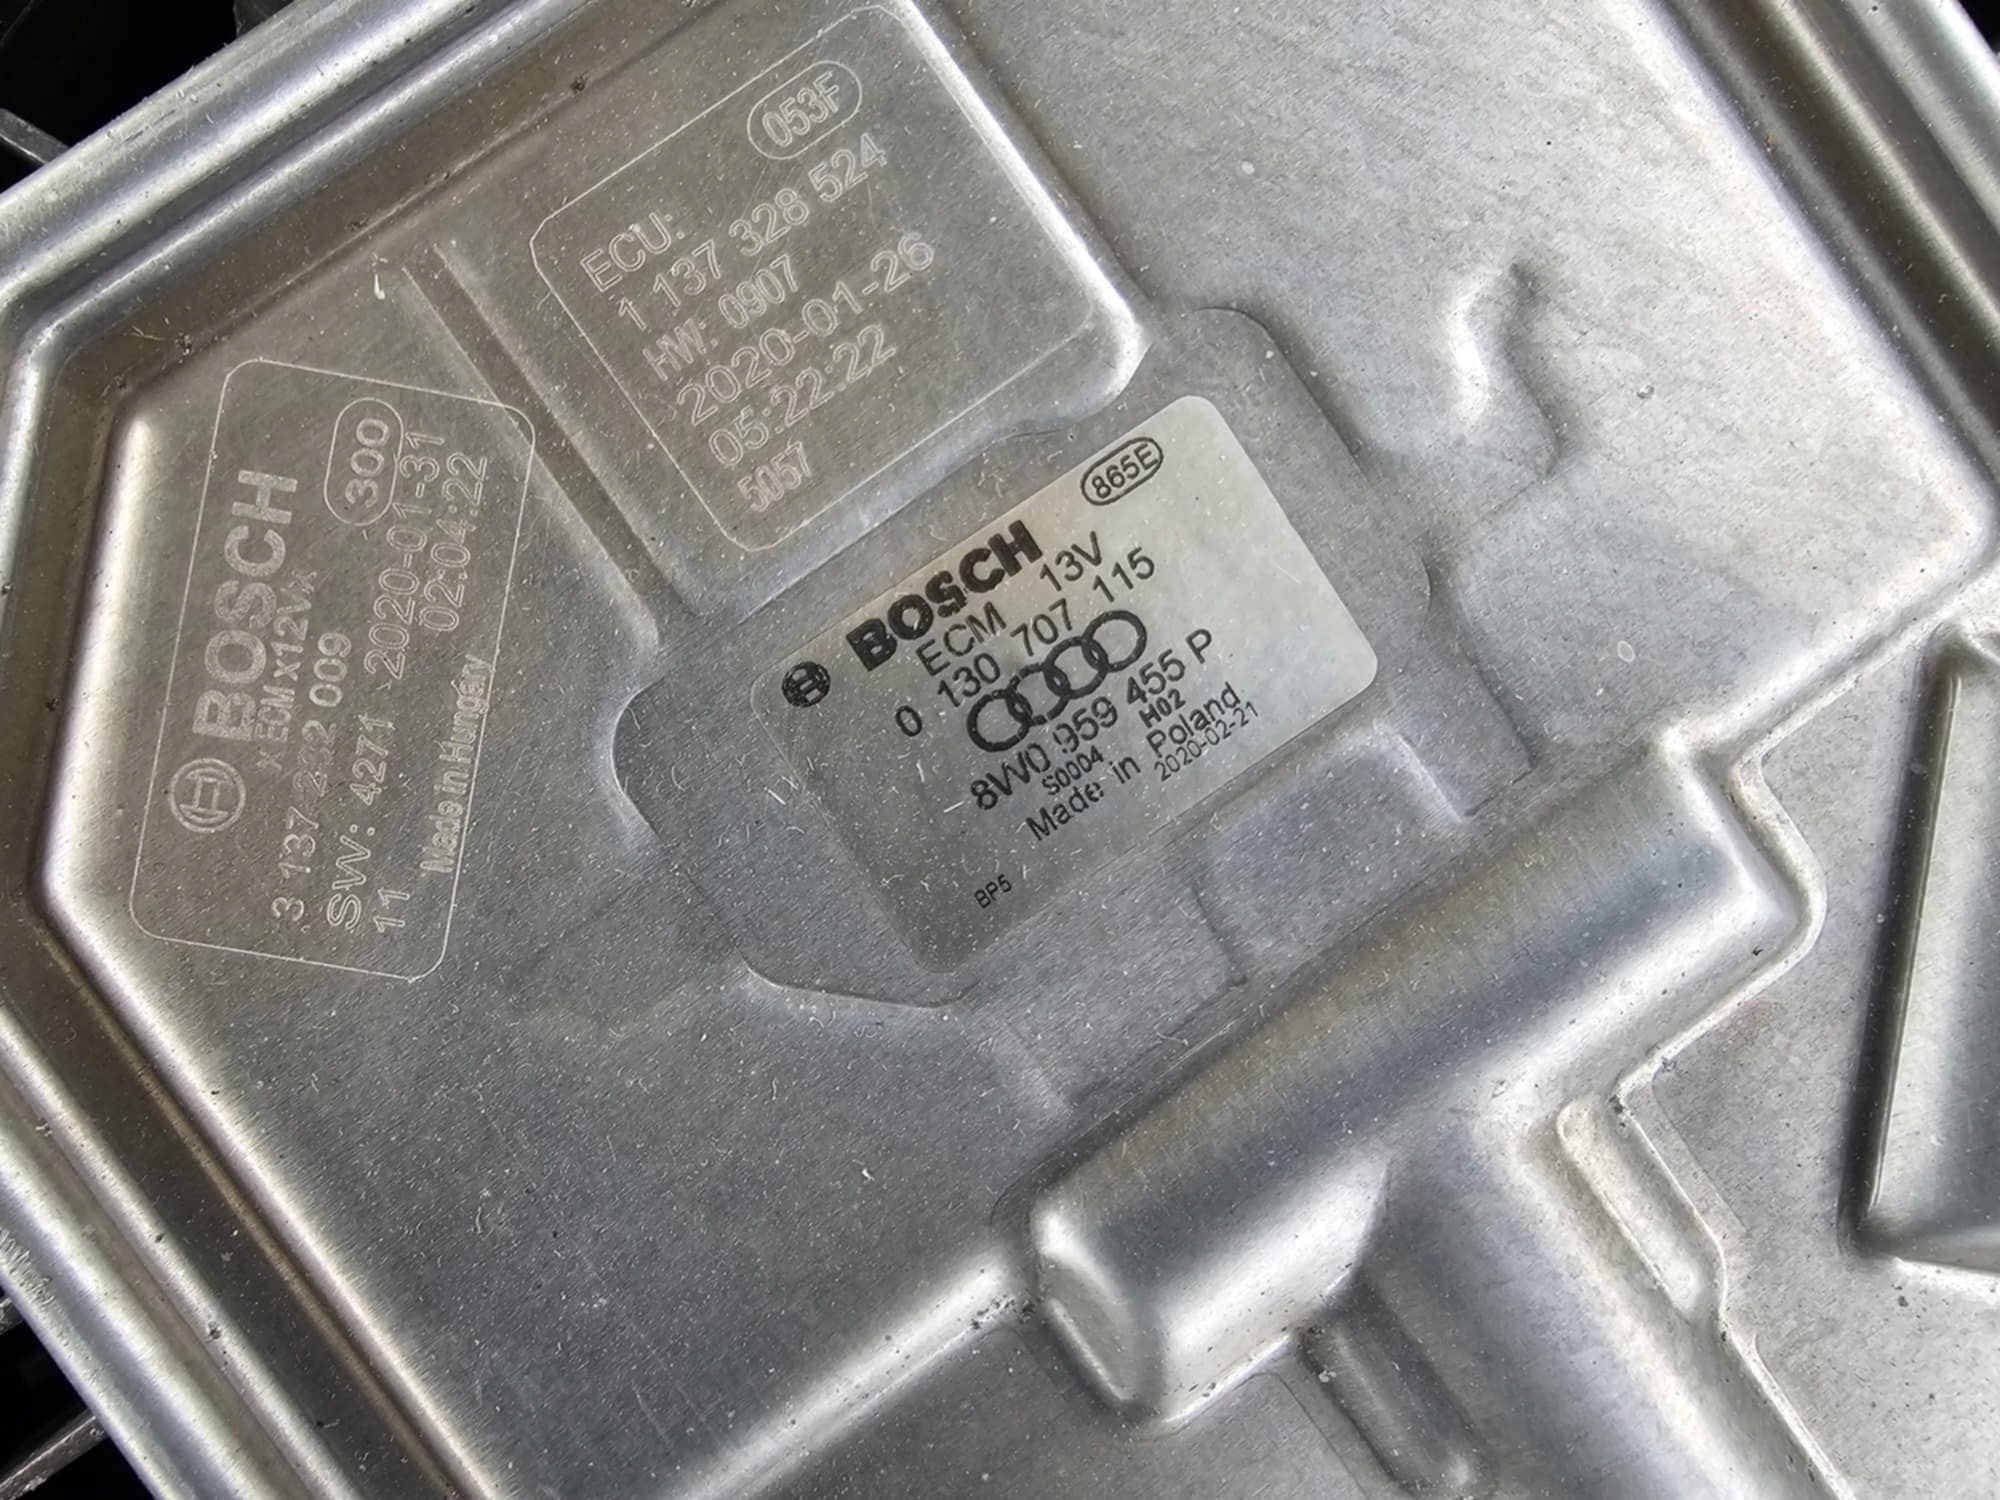 053F
ECU:
1 137 328 524
HW: 0907
2020-01-26
05:22:22
5057
300
BOSCH
x EDM x12Vx
3 137 232 009
SW: 4271 2020-01-31
11 02:04:22
Made in Hungary
865E
BOSCH
ECM 13V
0 130 707 115
8W0 959 455 P
S0004 H02
Made in Poland
2020-02-21
BP5